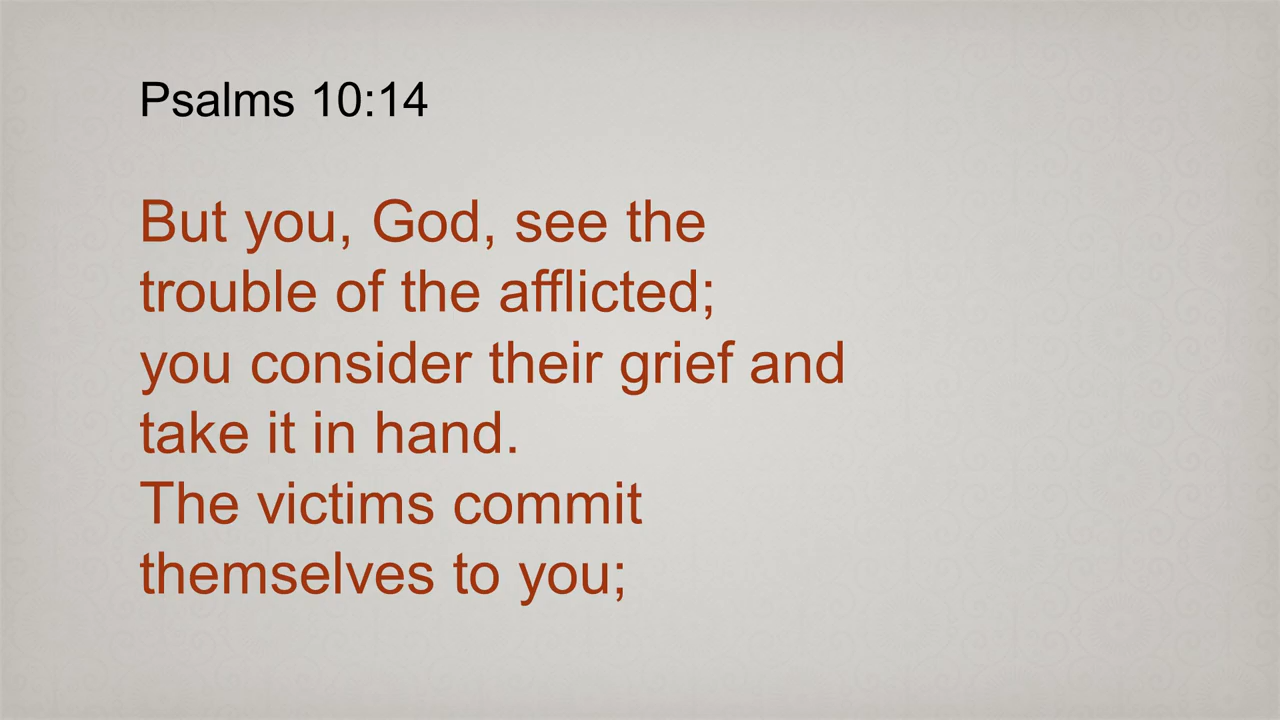 Psalms 10:14
But you, God, see the
trouble of the afflicted;
you consider their grief and
take it in hand.
The victims commit
themselves to you;